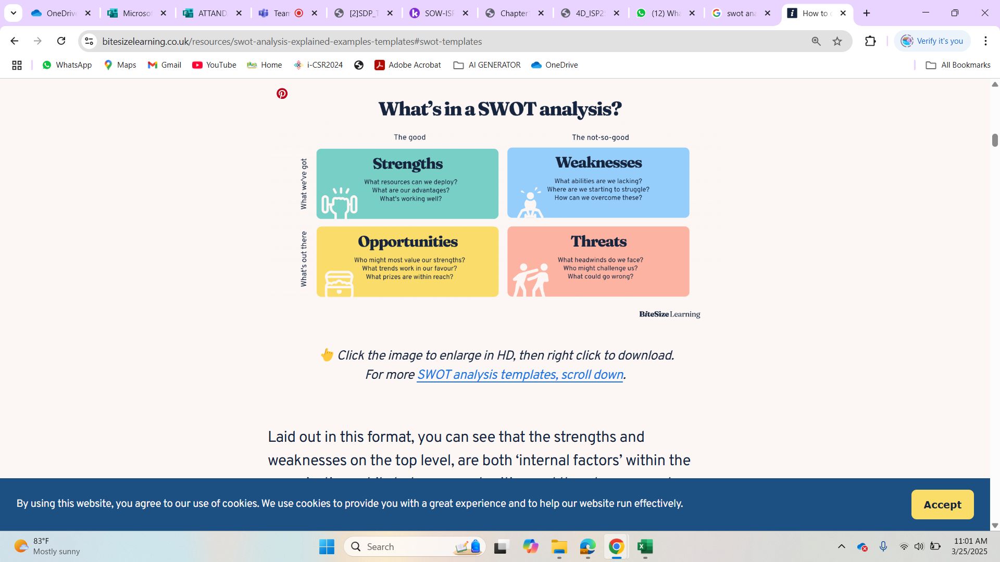 OneDrive
Microsof
ATTAND
Team
[2]SDP_T
SOW-ISP
Chapter
4D_ISP25
(12) Wha
swot ana
How to c
bitesizelearning.co.uk/resources/swot-analysis-explained-examples-templates#swot-templates
Verify it's you
WhatsApp
Maps
Gmail
YouTube
Home
i-CSR2024
Adobe Acrobat
AI GENERATOR
OneDrive
All Bookmarks
What's in a SWOT analysis?
The good
The not-so-good
What we've got
Strengths
What resources can we deploy?
What are our advantages?
What's working well?
Weaknesses
What abilities are we lacking?
Where are we starting to struggle?
How can we overcome these?
What's out there
Opportunities
Who might most value our strengths?
What trends work in our favour?
What prizes are within reach?
Threats
What headwinds do we face?
Who might challenge us?
What could go wrong?
BiteSize Learning
👆 Click the image to enlarge in HD, then right click to download.
For more SWOT analysis templates, scroll down.
Laid out in this format, you can see that the strengths and
weaknesses on the top level, are both ‘internal factors’ within the
By using this website, you agree to our use of cookies. We use cookies to provide you with a great experience and to help our website run effectively.
Accept
83°F
Mostly sunny
Search
11:01 AM
3/25/2025